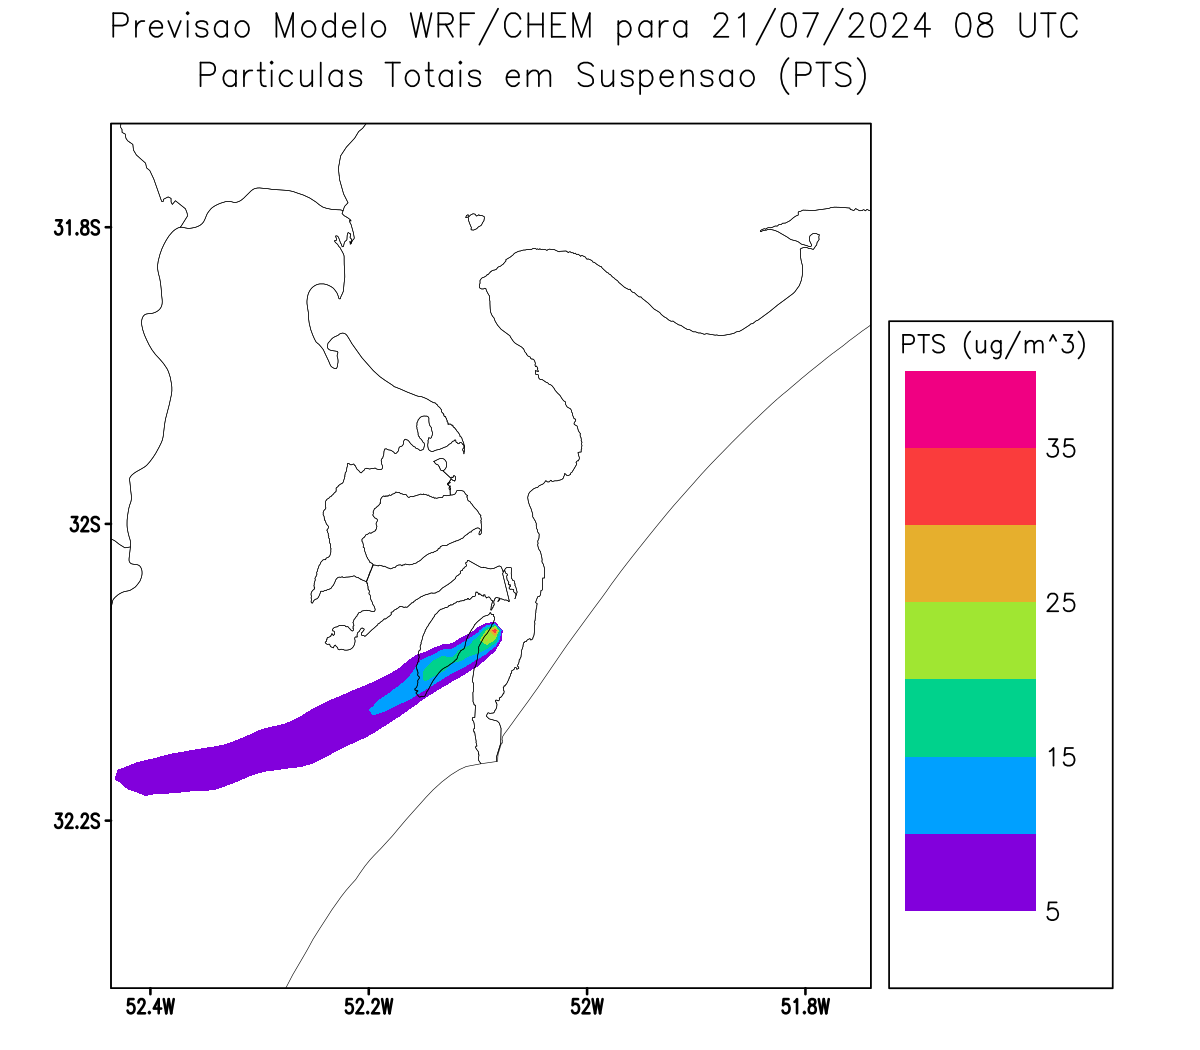 Previsao Modelo WRF/CHEM para 21/07/2024 08 UTC
Particulas Totais em Suspensao (PTS)
31.8S
32S
32.2S
52.4W
52.2W
52W
51.8W
PTS (ug/m^3)
35
25
15
5